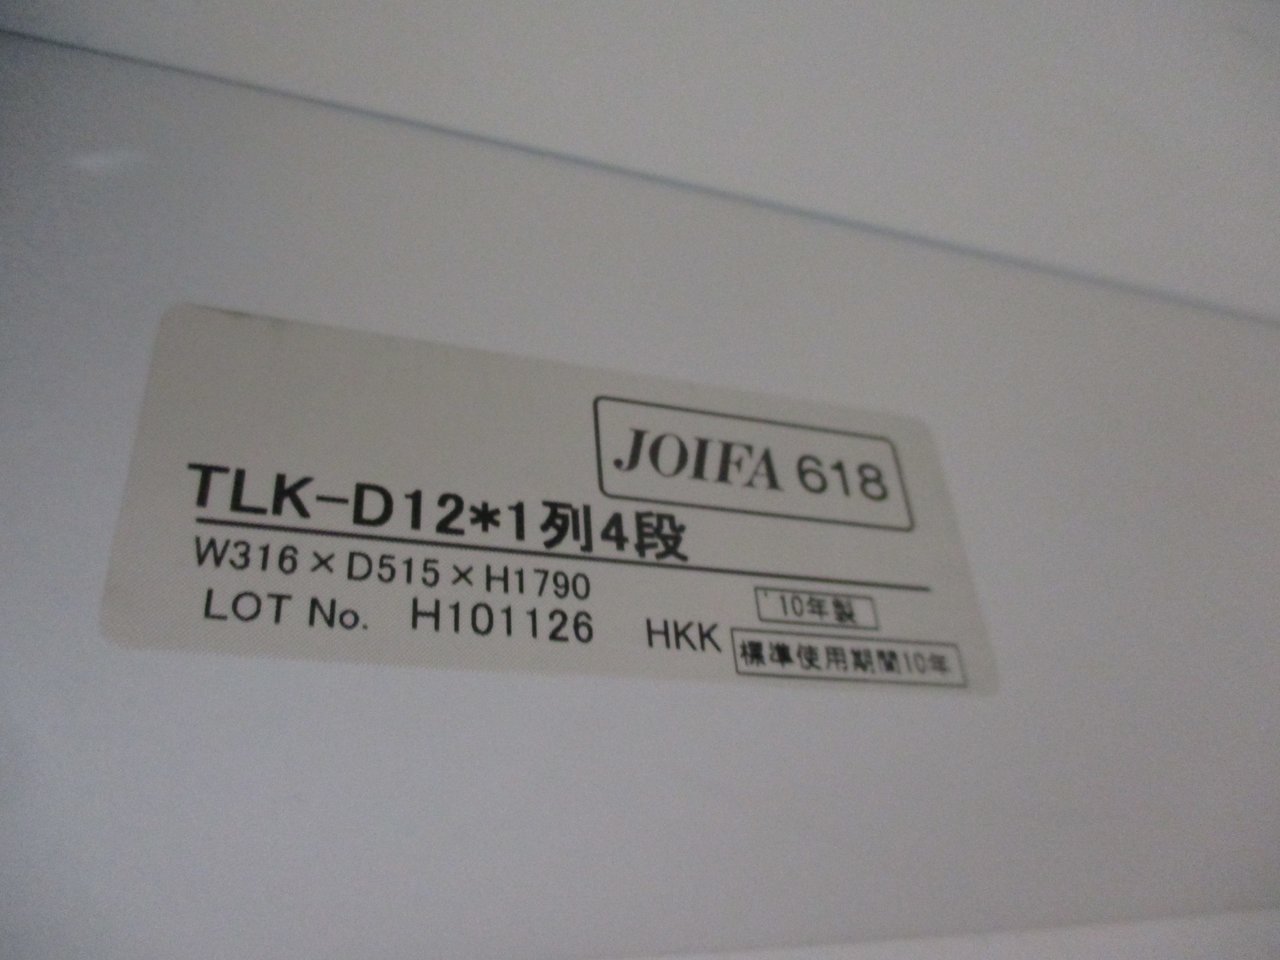 JOIFA 618
TLK-D12*1列4段
W316×D515×H1790
'10年製
LOT No. H101126 HKK
標準使用期間10年